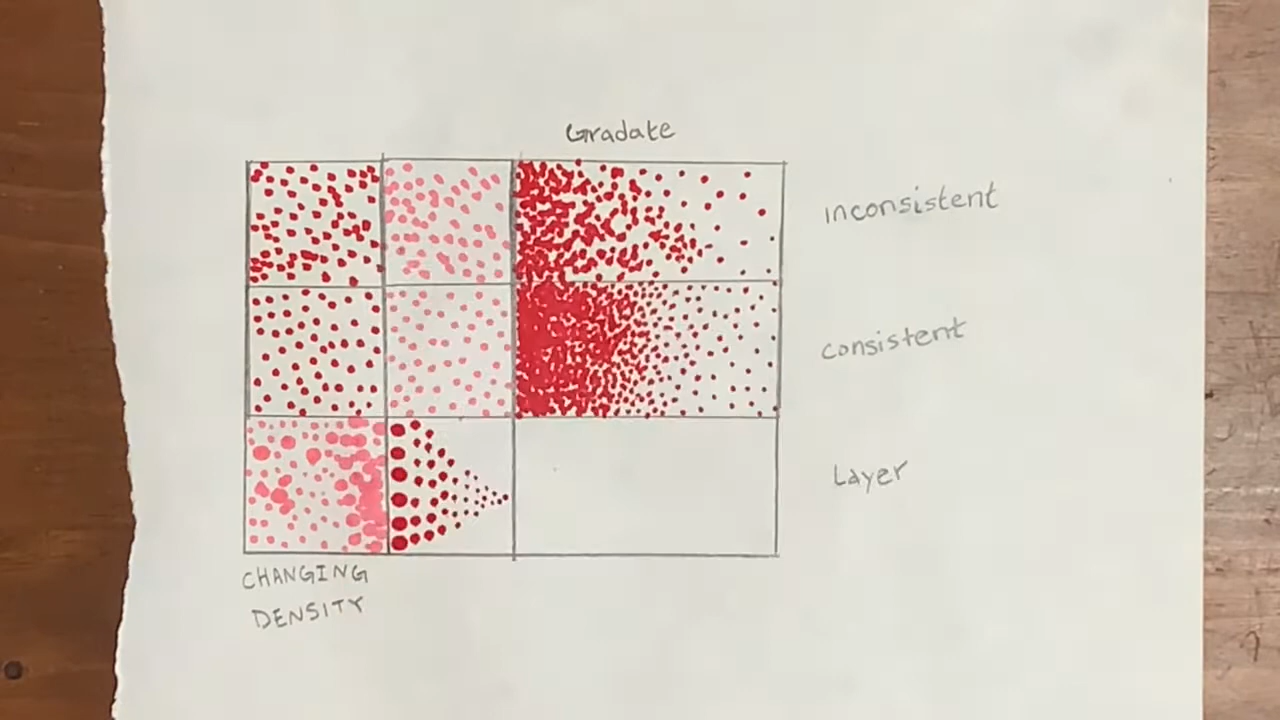 Gradate
inconsistent
consistent
Layer
CHANGING
DENSITY